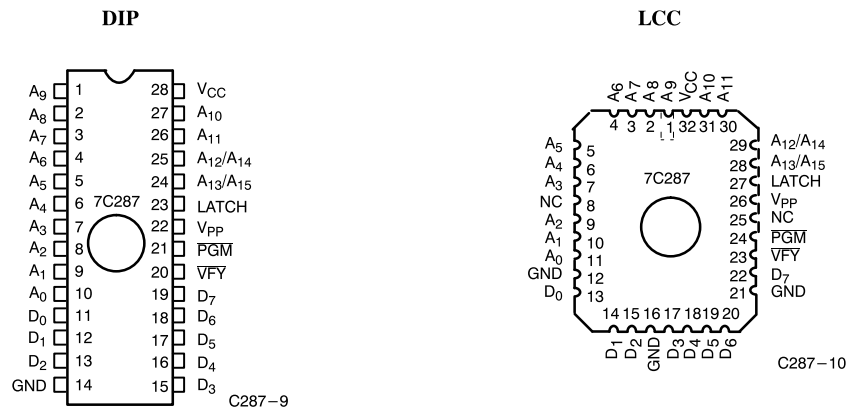 DIP
A9 1 28 VCC
A8 2 27 A10
A7 3 26 A11
A6 4 25 A12/A14
A5 5 24 A13/A15
A4 6 7C287 23 LATCH
A3 7 22 VPP
A2 8 21 P̅G̅M̅
A1 9 20 V̅F̅Y̅
A0 10 19 D7
D0 11 18 D6
D1 12 17 D5
D2 13 16 D4
GND 14 15 D3
C287–9
LCC
A6 A7 A8 A9 VCC A10 A11
4 3 2 1 32 31 30
A5 5 29 A12/A14
A4 6 28 A13/A15
A3 7 7C287 27 LATCH
NC 8 26 VPP
A2 9 25 NC
A1 10 24 P̅G̅M̅
A0 11 23 V̅F̅Y̅
GND 12 22 D7
D0 13 21 GND
14 15 16 17 18 19 20
D1 D2 GND D3 D4 D5 D6
C287–10